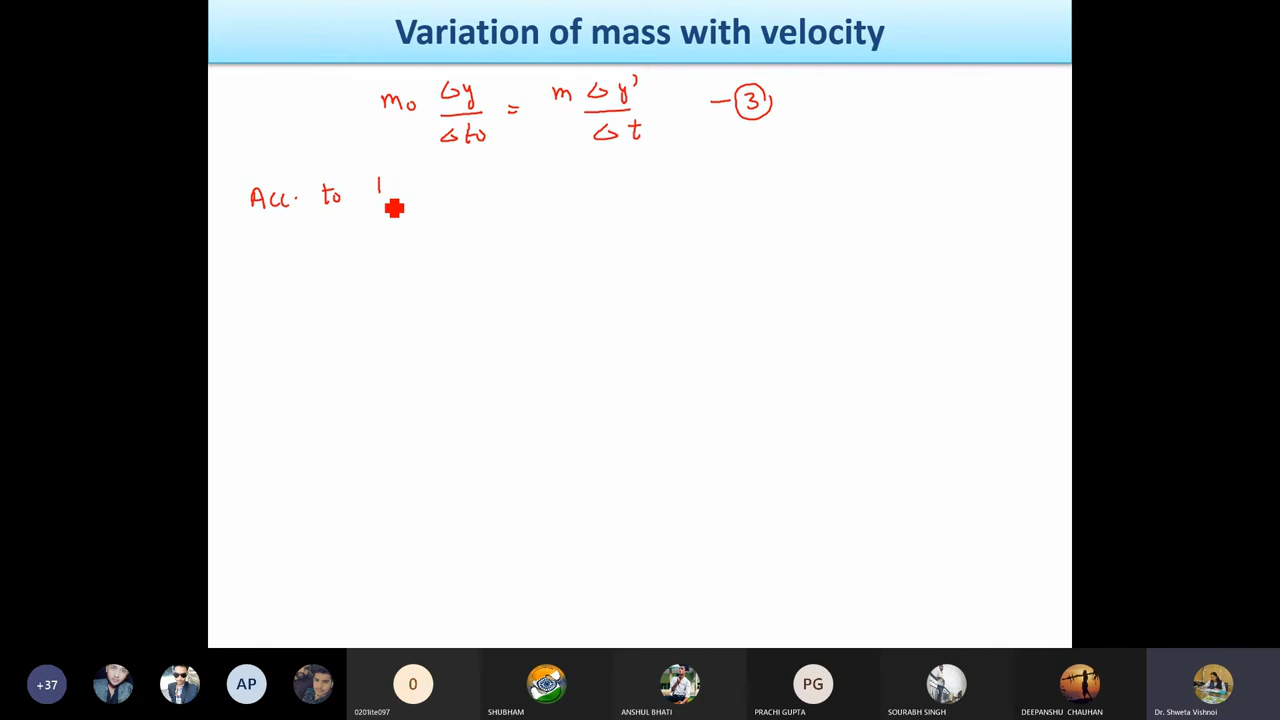 Variation of mass with velocity
m₀ Δy/Δt₀ = m Δy'/Δt - ③
Acc. to
+37
AP
0
PG
0201ite097
SHUBHAM
ANSHUL BHATI
PRACHI GUPTA
SOURABH SINGH
DEEPANSHU CHAUHAN
Dr. Shweta Vishnoi